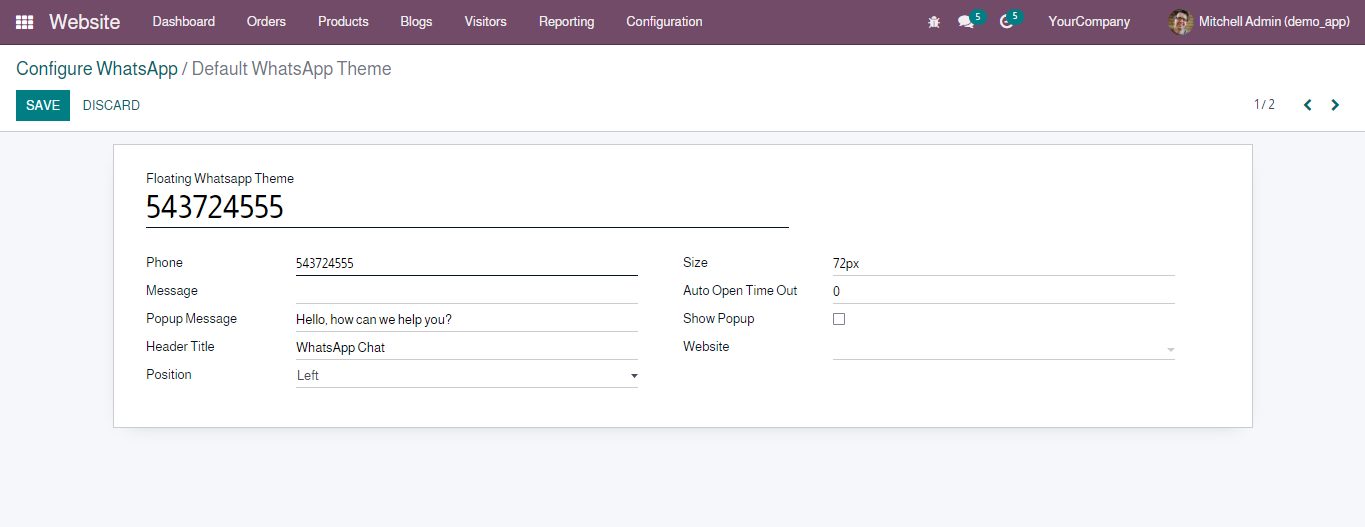 Website Dashboard Orders Products Blogs Visitors Reporting Configuration 5 5 YourCompany Mitchell Admin (demo_app)
Configure WhatsApp / Default WhatsApp Theme
SAVE DISCARD 1 / 2
Floating Whatsapp Theme
543724555
Phone 543724555 Size 72px
Message Auto Open Time Out 0
Popup Message Hello, how can we help you? Show Popup
Header Title WhatsApp Chat Website
Position Left